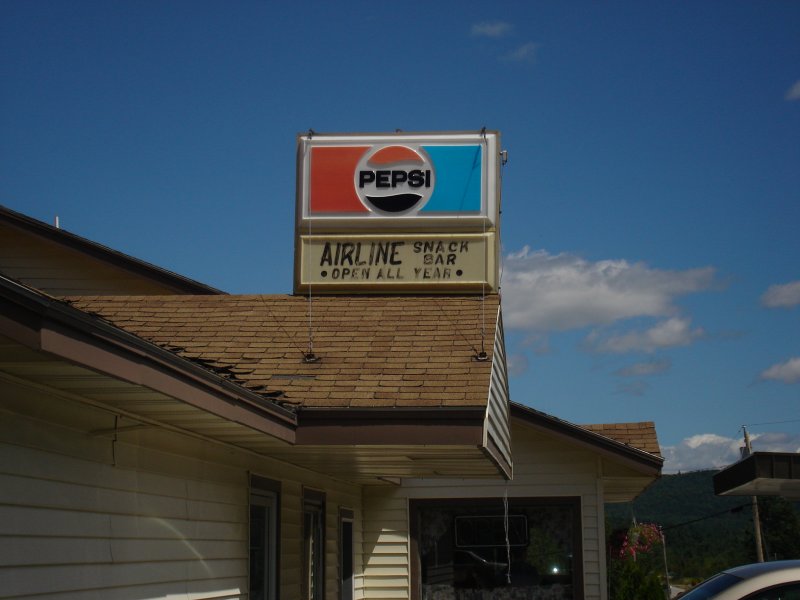 PEPSI
AIRLINE SNACK
BAR
• OPEN ALL YEAR •